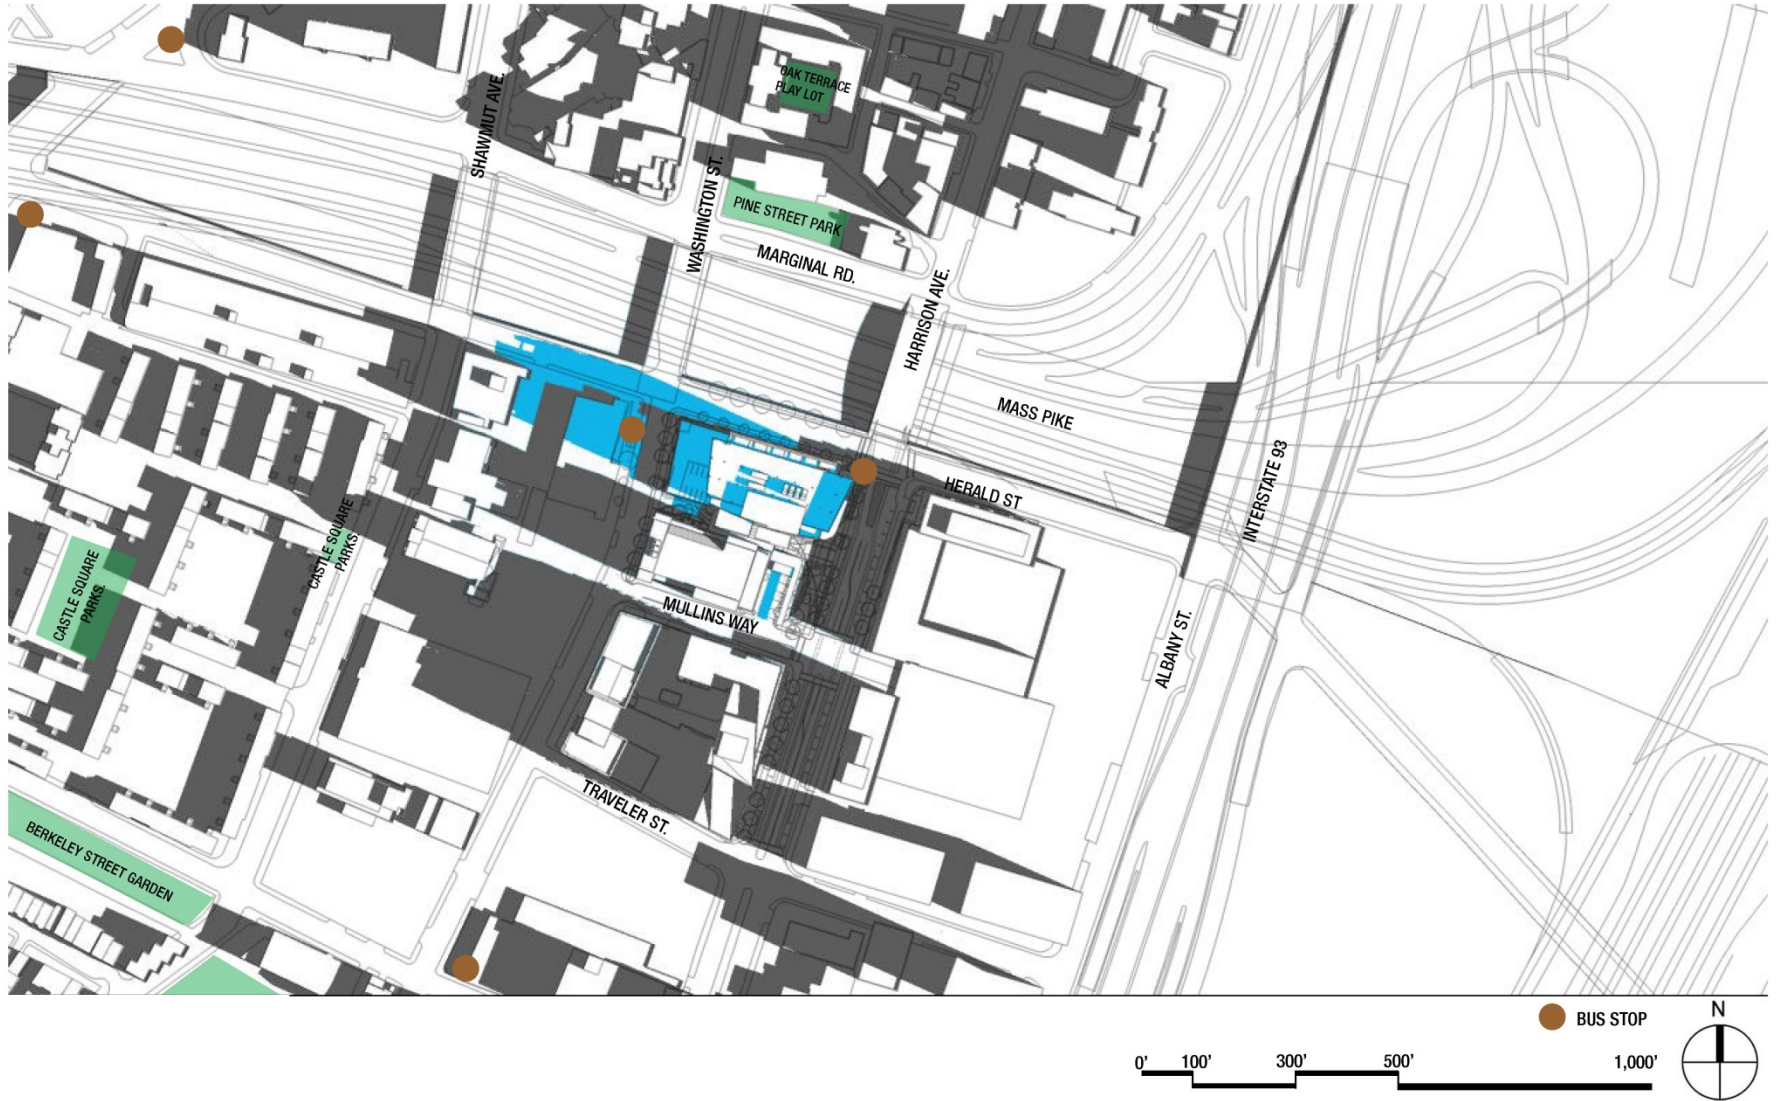 OAK TERRACE
PLAY LOT
SHAWMUT AVE.
WASHINGTON ST.
PINE STREET PARK
MARGINAL RD.
HARRISON AVE.
MASS PIKE
INTERSTATE 93
HERALD ST
CASTLE SQUARE
PARKS.
CASTLE SQUARE
PARKS.
MULLINS WAY
ALBANY ST.
TRAVELER ST.
BERKELEY STREET GARDEN
BUS STOP
N
0' 100' 300' 500' 1,000'